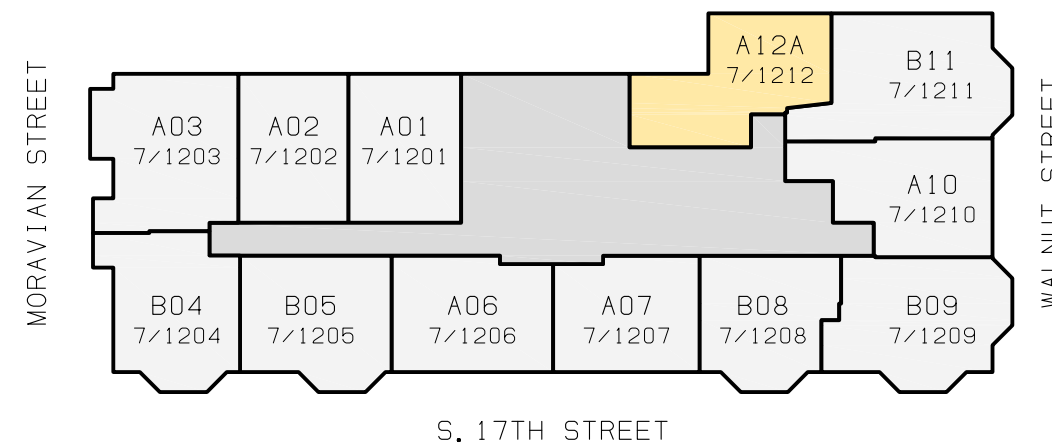 MORAVIAN STREET
A03
7/1203
A02
7/1202
A01
7/1201
A12A
7/1212
B11
7/1211
A10
7/1210
WALNUT STREET
B04
7/1204
B05
7/1205
A06
7/1206
A07
7/1207
B08
7/1208
B09
7/1209
S. 17TH STREET